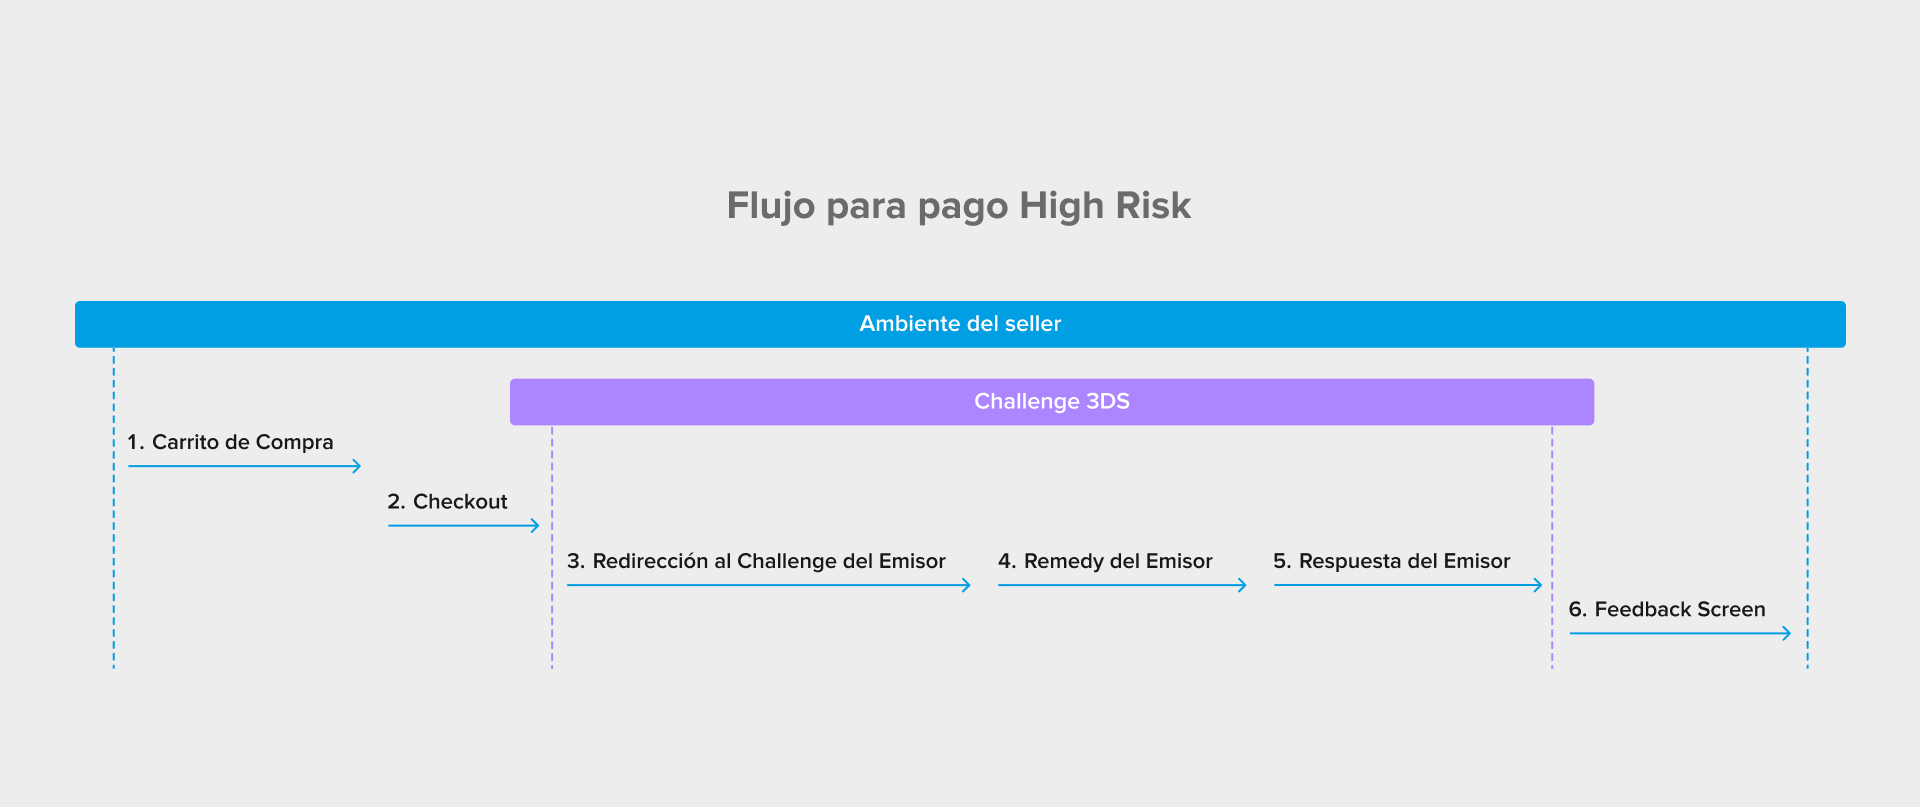 Flujo para pago High Risk
Ambiente del seller
Challenge 3DS
1. Carrito de Compra
2. Checkout
3. Redirección al Challenge del Emisor
4. Remedy del Emisor
5. Respuesta del Emisor
6. Feedback Screen